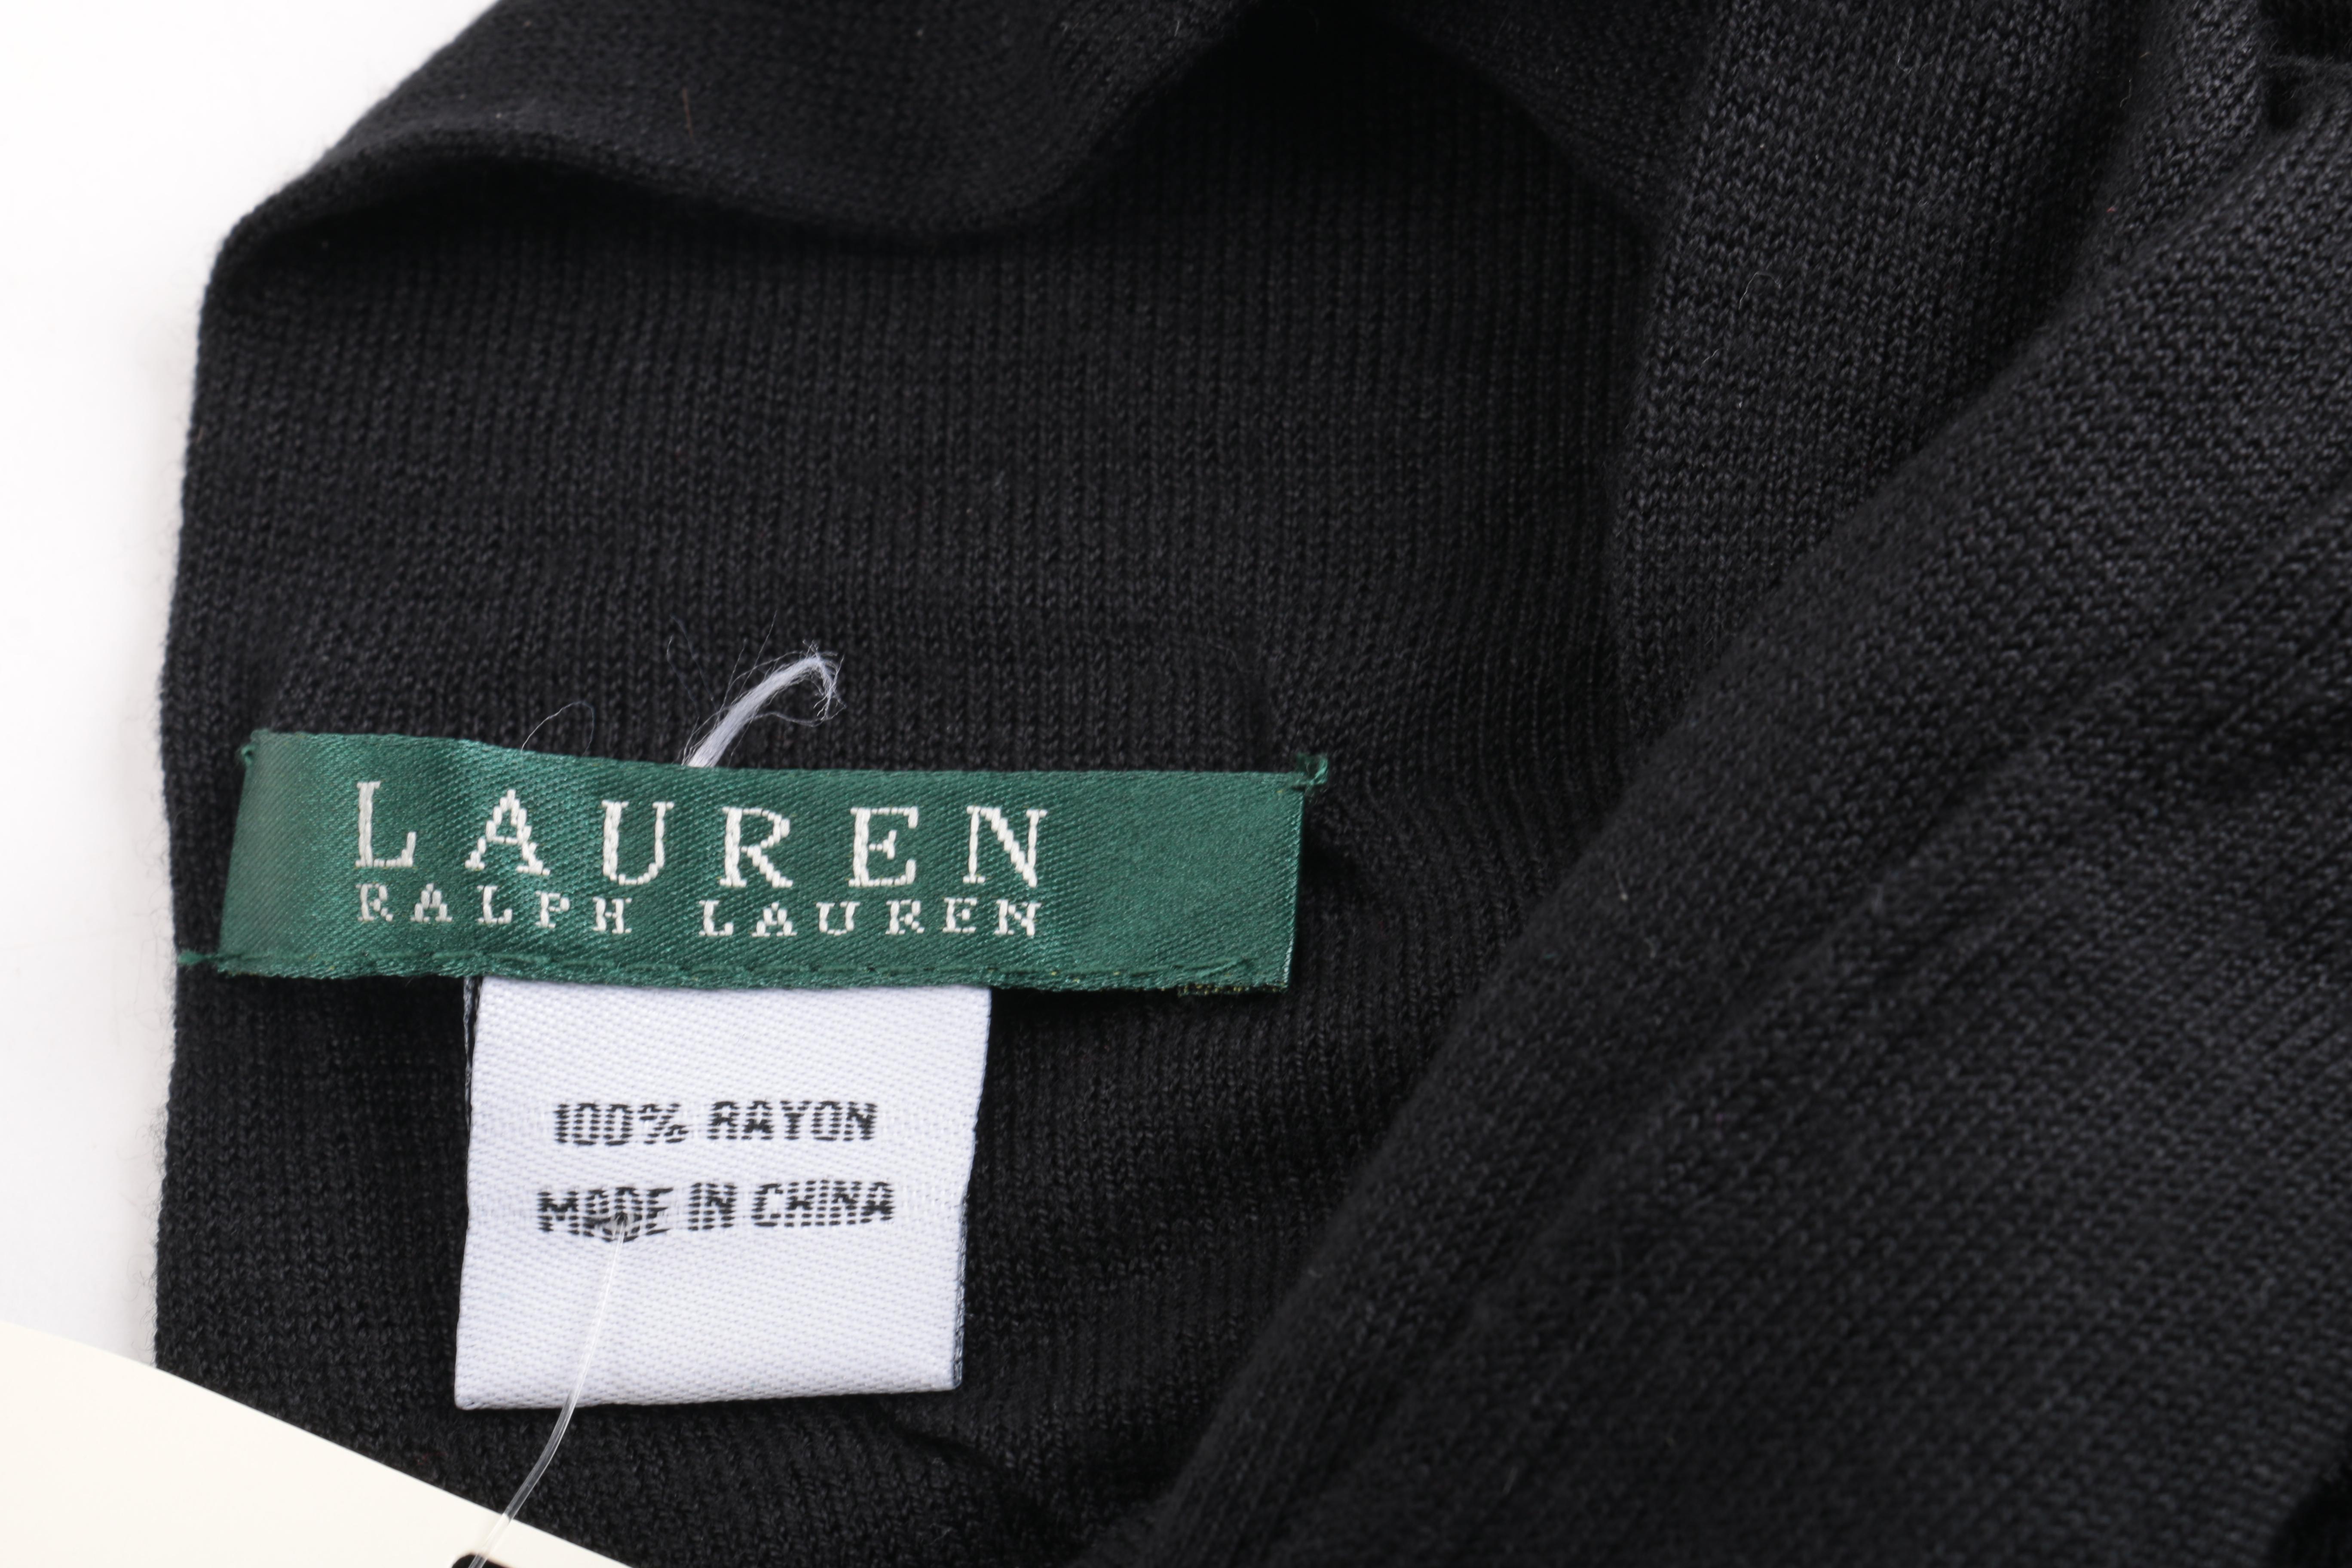 LAUREN
RALPH LAUREN
100% RAYON
MADE IN CHINA